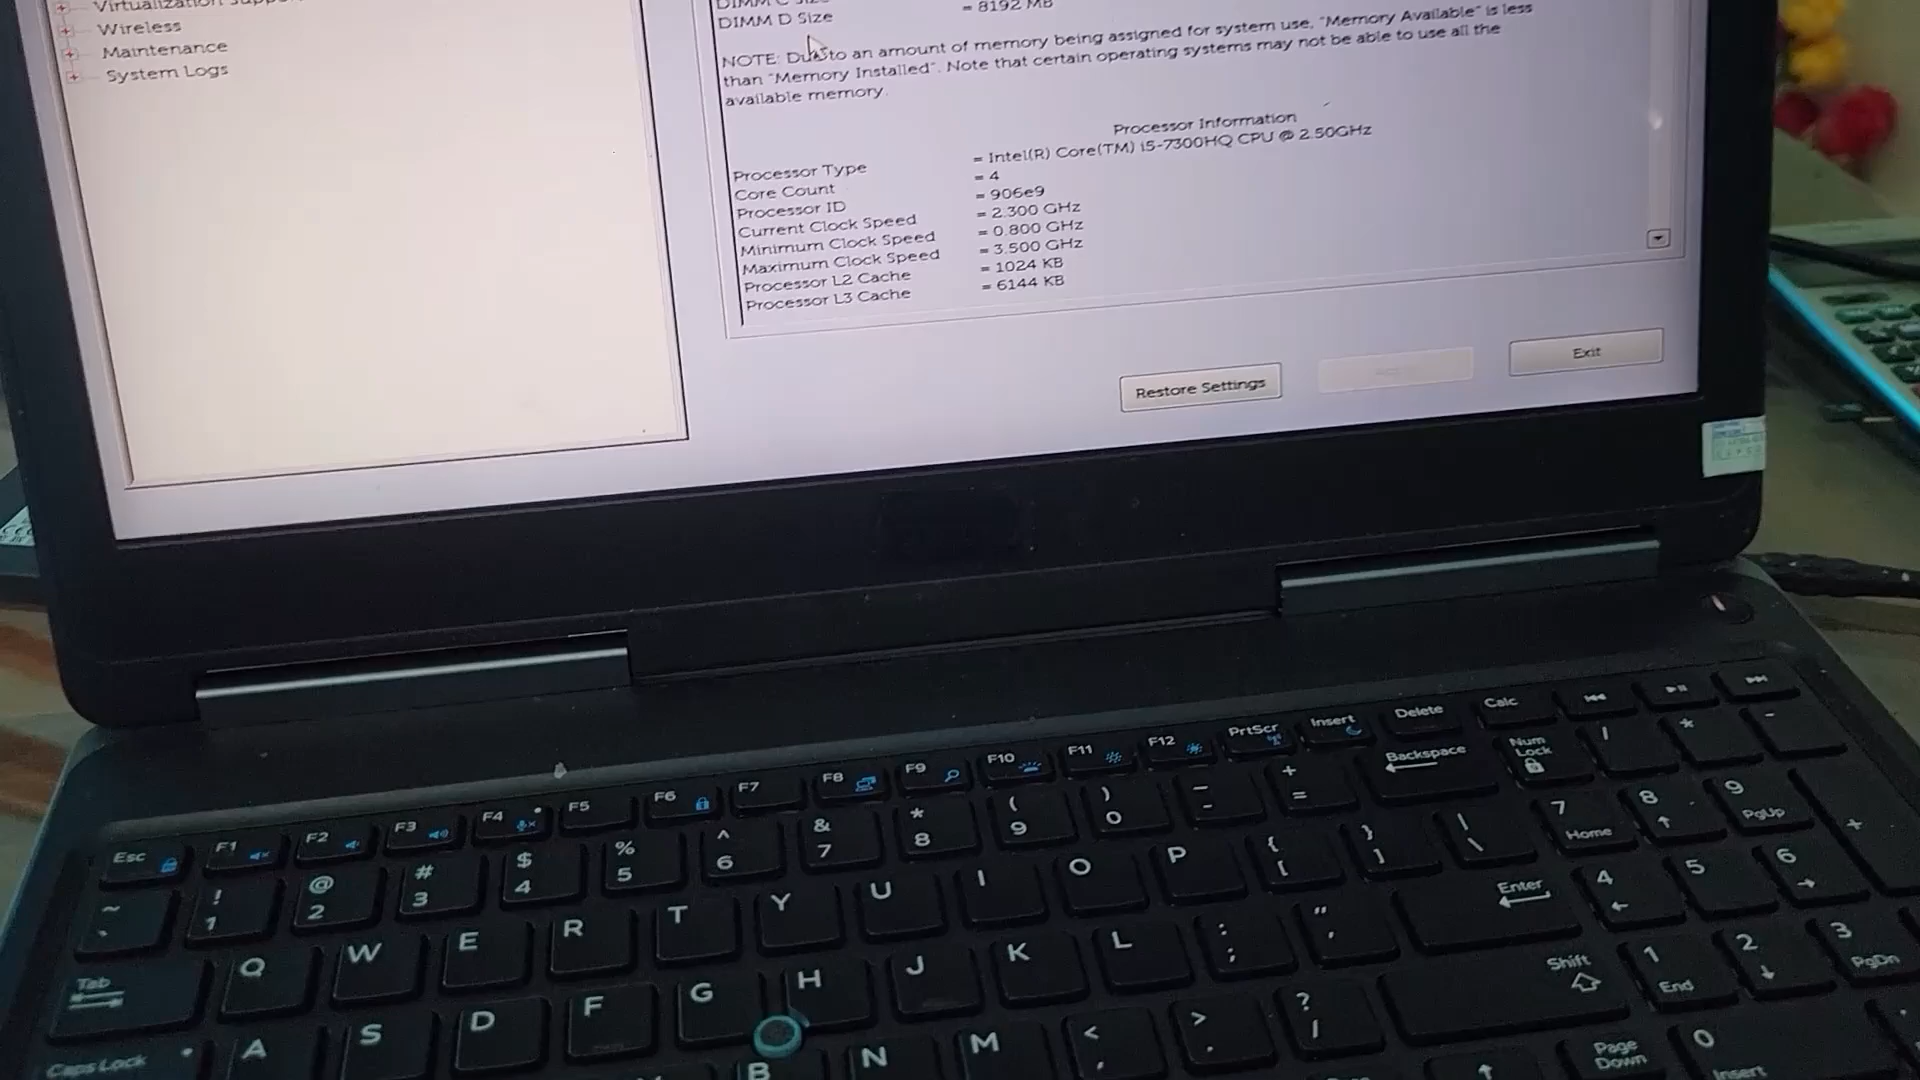 Wireless
Maintenance
System Logs
DIMM D Size = 8192 MB
NOTE: Due to an amount of memory being assigned for system use, "Memory Available" is less
than "Memory Installed". Note that certain operating systems may not be able to use all the
available memory.
Processor Information
Processor Type = Intel(R) Core(TM) i5-7300HQ CPU @ 2.50GHz
Core Count = 4
Processor ID = 906e9
Current Clock Speed = 2.300 GHz
Minimum Clock Speed = 0.800 GHz
Maximum Clock Speed = 3.500 GHz
Processor L2 Cache = 1024 KB
Processor L3 Cache = 6144 KB
Restore Settings
Exit
Esc F1 F2 F3 F4 F5 F6 F7 F8 F9 F10 F11 F12 PrtScr Insert Delete Calc
~ ! 1 @ 2 # 3 $ 4 % 5 ^ 6 & 7 * 8 ( 9 ) 0 - + = Backspace Num Lock / * -
Tab Q W E R T Y U I O P { [ } ] | \ 7 Home 8 9 PgUp +
Caps Lock A S D F G H J K L : ; " ' Enter 4 5 6
B N M < , > . ? / Shift 1 End 2 3 PgDn
Page Down 0 Insert